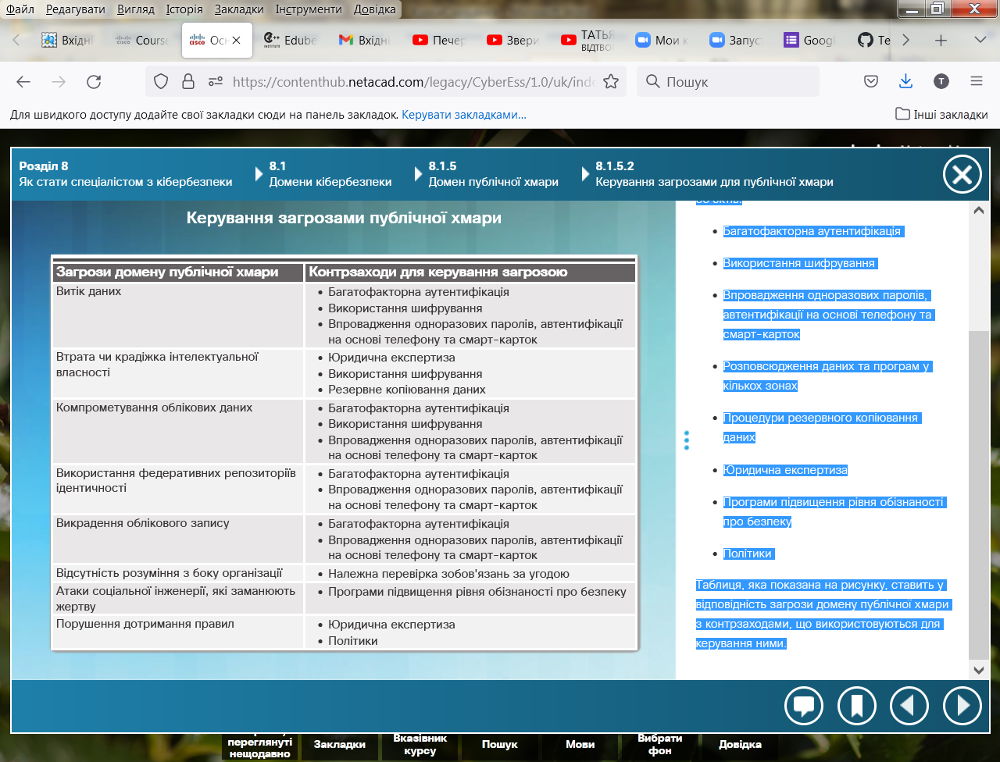 Файл Редагувати Вигляд Історія Закладки Інструменти Довідка
Вхідні Course Осн Edube Вхідні Печер Звери ТАТЬЯ ВІДТВОР Мои к Запус Googl Te
https://contenthub.netacad.com/legacy/CyberEss/1.0/uk/inde
Пошук
T
Для швидкого доступу додайте свої закладки сюди на панель закладок. Керувати закладками…
Інші закладки
Розділ 8
Як стати спеціалістом з кібербезпеки
8.1
Домени кібербезпеки
8.1.5
Домен публічної хмари
8.1.5.2
Керування загрозами для публічної хмари
Керування загрозами публічної хмари
Загрози домену публічної хмари
Контрзаходи для керування загрозою
Витік даних
• Багатофакторна аутентифікація
• Використання шифрування
• Впровадження одноразових паролів, автентифікації
на основі телефону та смарт-карток
Втрата чи крадіжка інтелектуальної
власності
• Юридична експертиза
• Використання шифрування
• Резервне копіювання даних
Компрометування облікових даних
• Багатофакторна аутентифікація
• Використання шифрування
• Впровадження одноразових паролів, автентифікації
на основі телефону та смарт-карток
Використання федеративних репозиторіїв
ідентичності
• Багатофакторна аутентифікація
• Впровадження одноразових паролів, автентифікації
на основі телефону та смарт-карток
Викрадення облікового запису
• Багатофакторна аутентифікація
• Впровадження одноразових паролів, автентифікації
на основі телефону та смарт-карток
Відсутність розуміння з боку організації
• Належна перевірка зобов'язань за угодою
Атаки соціальної інженерії, які заманюють
жертву
• Програми підвищення рівня обізнаності про безпеку
Порушення дотримання правил
• Юридична експертиза
• Політики
• Багатофакторна аутентифікація
• Використання шифрування
• Впровадження одноразових паролів,
автентифікації на основі телефону та
смарт-карток
• Розповсюдження даних та програм у
кількох зонах
• Процедури резервного копіювання
даних
• Юридична експертиза
• Програми підвищення рівня обізнаності
про безпеку
• Політики
Таблиця, яка показана на рисунку, ставить у
відповідність загрози домену публічної хмари
з контрзаходами, що використовуються для
керування ними.
переглянуті
нещодавно
Закладки
Вказівник
курсу
Пошук
Мови
Вибрати
фон
Довідка